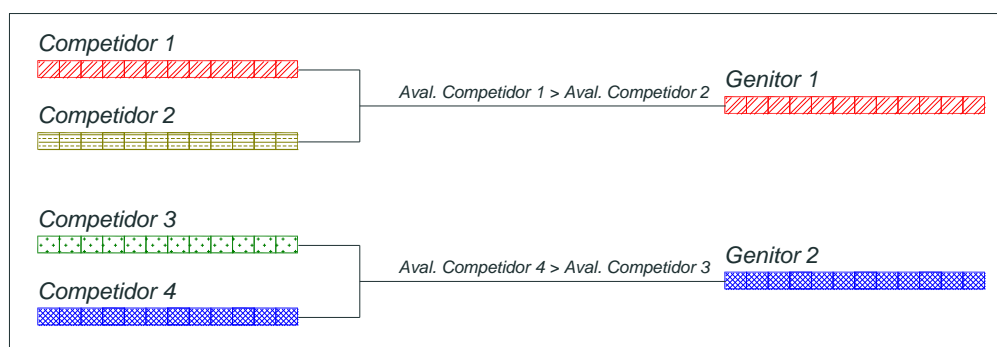 Competidor 1
Aval. Competidor 1 > Aval. Competidor 2
Genitor 1
Competidor 2
Competidor 3
Aval. Competidor 4 > Aval. Competidor 3
Genitor 2
Competidor 4